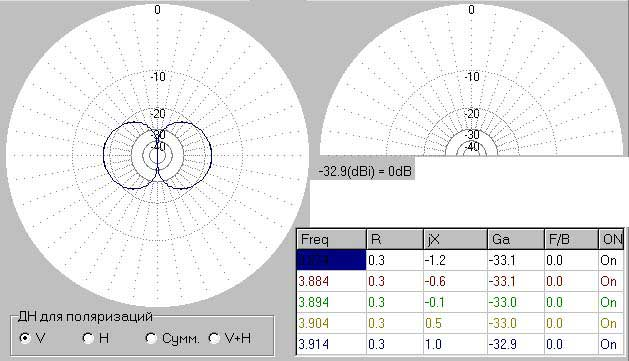 0
-10
-20
-30
-40
0
-10
-20
-30
-40
-32.9(dBi) = 0dB
Freq R jX Ga F/B ON
0.3 -1.2 -33.1 0.0 On
3.884 0.3 -0.6 -33.1 0.0 On
3.894 0.3 -0.1 -33.0 0.0 On
3.904 0.3 0.5 -33.0 0.0 On
3.914 0.3 1.0 -32.9 0.0 On
ДН для поляризаций
V H Сумм. V+H